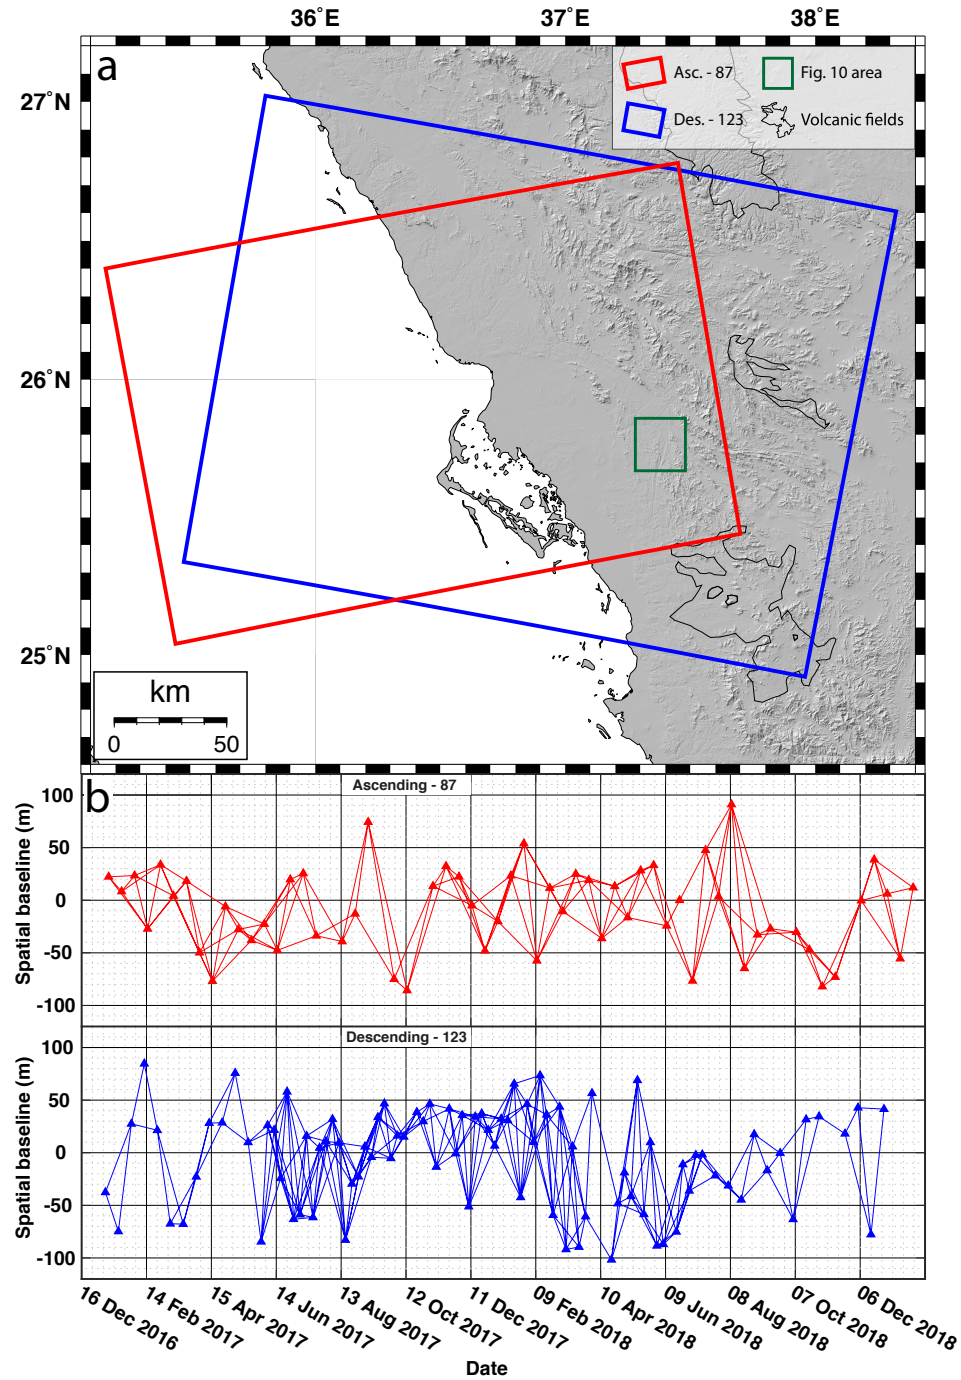 36°E 37°E 38°E
a
Asc. - 87 Fig. 10 area
Des. - 123 Volcanic fields
27°N
26°N
25°N
km
0 50
b
Ascending - 87
Spatial baseline (m)
100
50
0
-50
-100
Descending - 123
Spatial baseline (m)
100
50
0
-50
-100
16 Dec 2016 14 Feb 2017 15 Apr 2017 14 Jun 2017 13 Aug 2017 12 Oct 2017 11 Dec 2017 09 Feb 2018 10 Apr 2018 09 Jun 2018 08 Aug 2018 07 Oct 2018 06 Dec 2018
Date